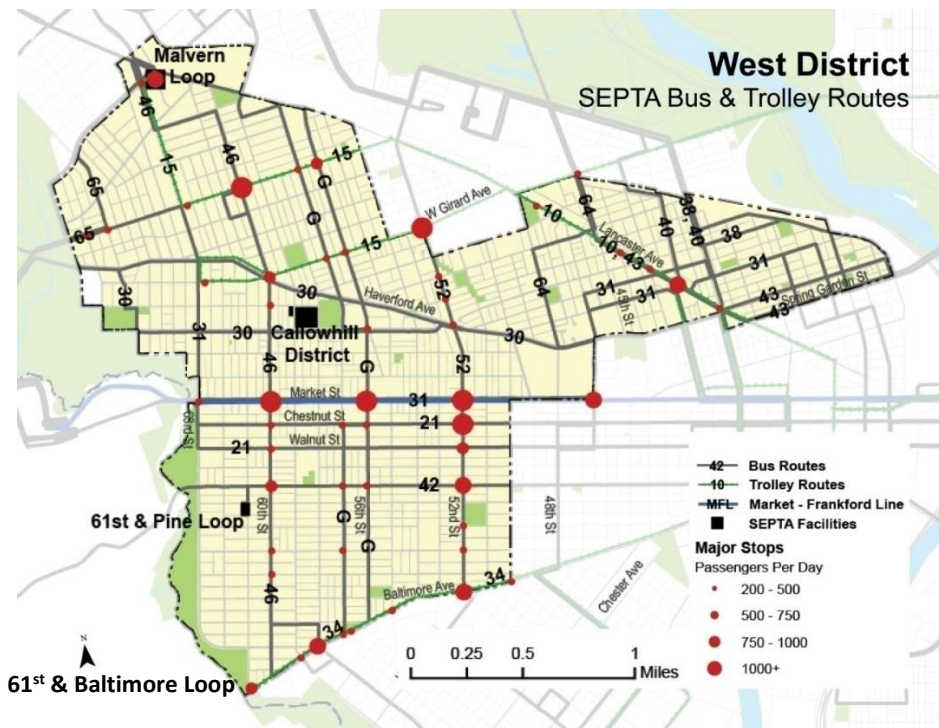 West District
SEPTA Bus & Trolley Routes
Malvern
Loop
46
15
46
15
65
G
65
G
15
W Girard Ave
64
38
10
40
40
38
Lancaster Ave
10
43
31
52
30
30
Haverford Ave
64
31
31
45th St
43
Spring Garden St
43
31
30
Callowhill
District
30
46
G
52
Market St
31
Chestnut St
21
63rd St
21
Walnut St
42
61st & Pine Loop
60th St
G
56th St
G
52nd St
48th St
46
Baltimore Ave
34
Chester Ave
34
61st & Baltimore Loop
N
42 Bus Routes
10 Trolley Routes
MFL Market - Frankford Line
SEPTA Facilities
Major Stops
Passengers Per Day
200 - 500
500 - 750
750 - 1000
1000+
0 0.25 0.5 1
Miles